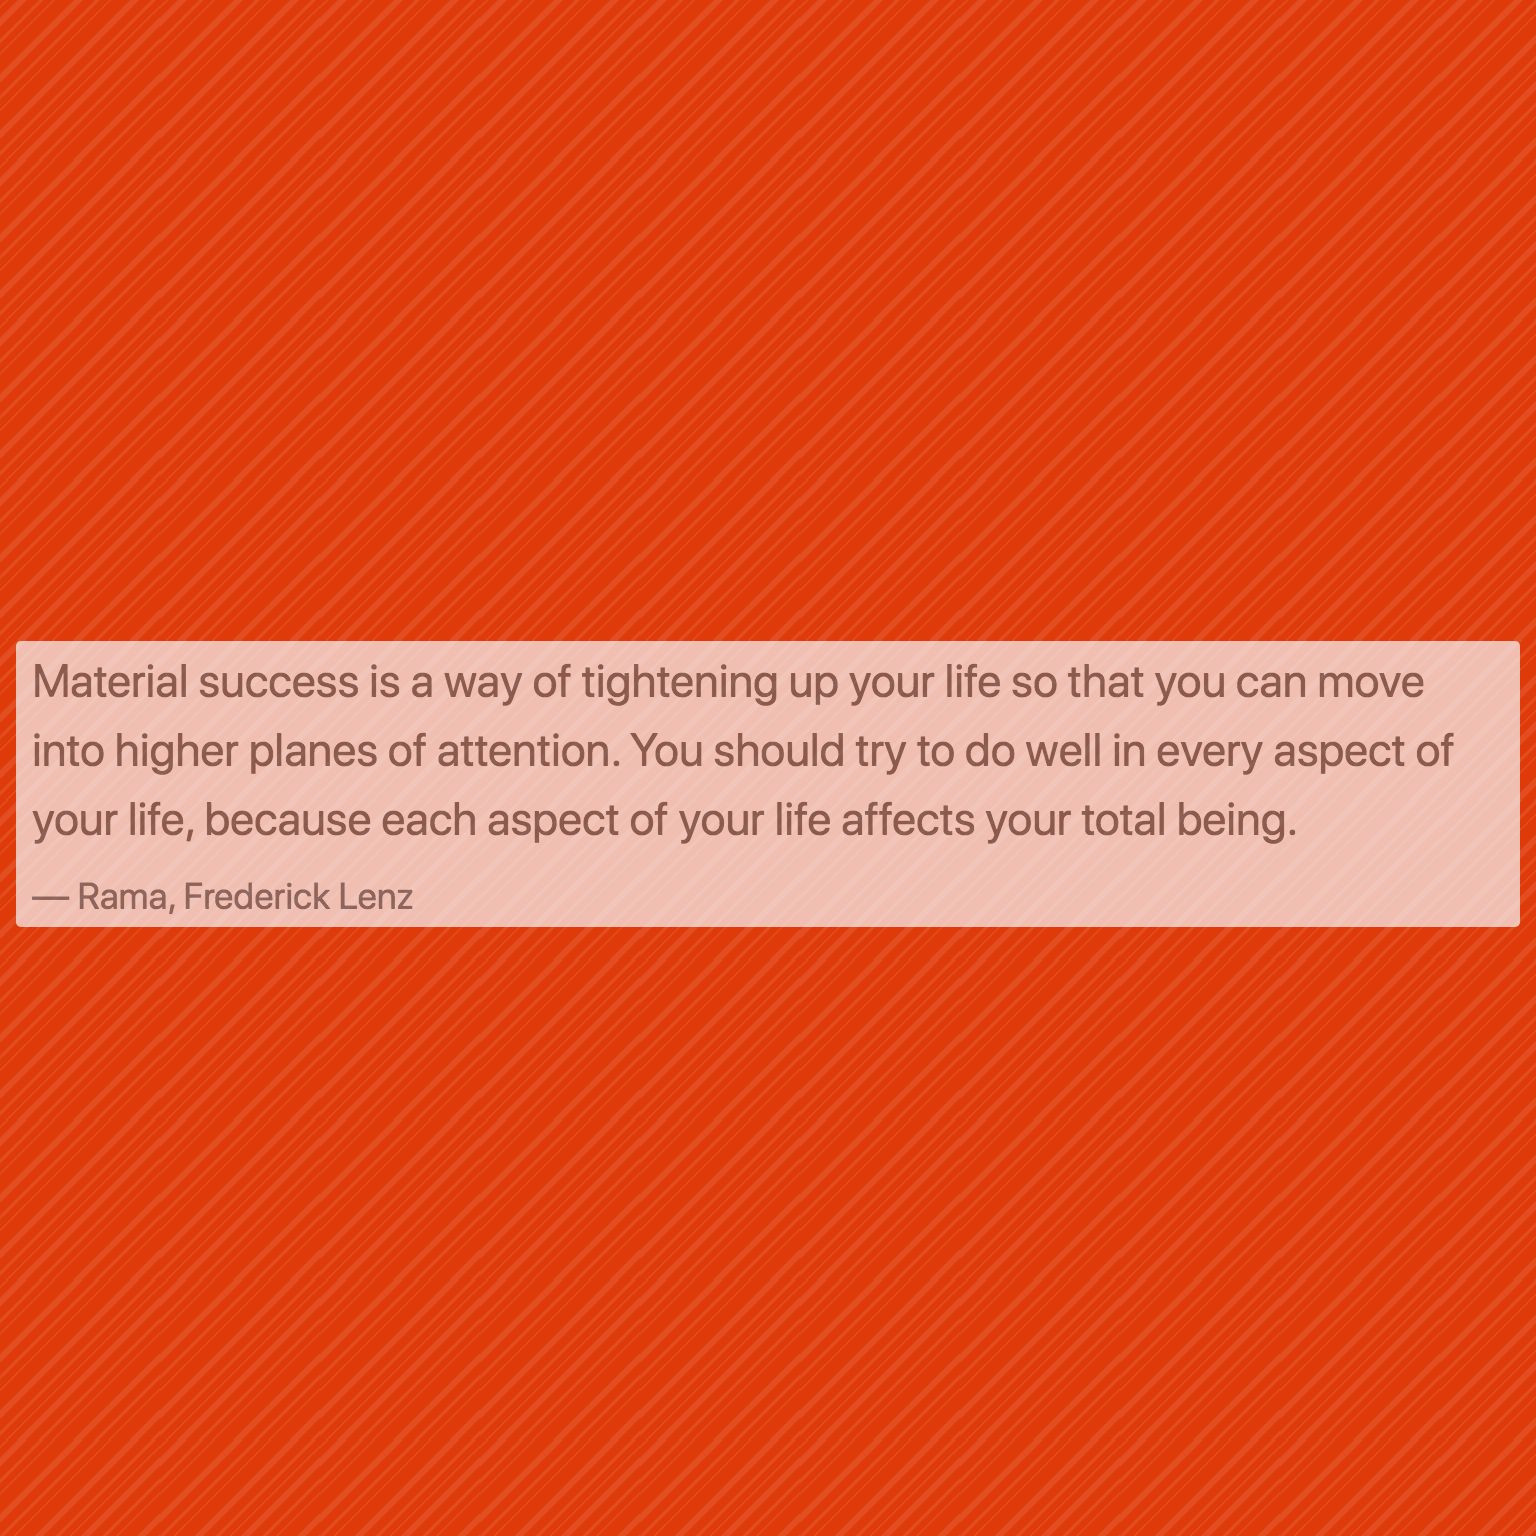 Material success is a way of tightening up your life so that you can move
into higher planes of attention. You should try to do well in every aspect of
your life, because each aspect of your life affects your total being.
— Rama, Frederick Lenz